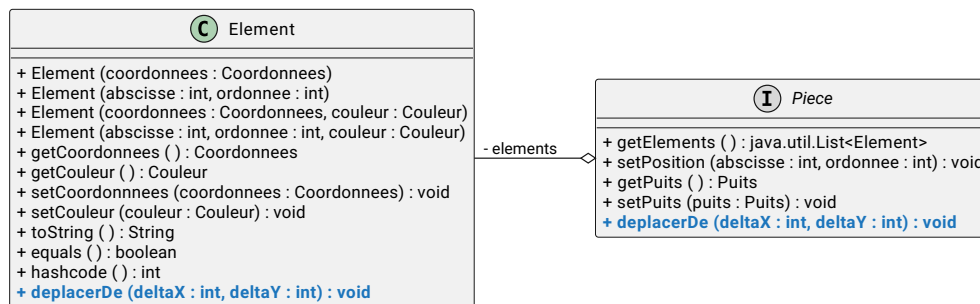 C Element
+ Element (coordonnees : Coordonnees)
+ Element (abscisse : int, ordonnee : int)
+ Element (coordonnees : Coordonnees, couleur : Couleur)
+ Element (abscisse : int, ordonnee : int, couleur : Couleur)
+ getCoordonnees ( ) : Coordonnees
+ getCouleur ( ) : Couleur
+ setCoordonnnees (coordonnees : Coordonnees) : void
+ setCouleur (couleur : Couleur) : void
+ toString ( ) : String
+ equals ( ) : boolean
+ hashcode ( ) : int
+ deplacerDe (deltaX : int, deltaY : int) : void
- elements
I Piece
+ getElements ( ) : java.util.List<Element>
+ setPosition (abscisse : int, ordonnee : int) : void
+ getPuits ( ) : Puits
+ setPuits (puits : Puits) : void
+ deplacerDe (deltaX : int, deltaY : int) : void